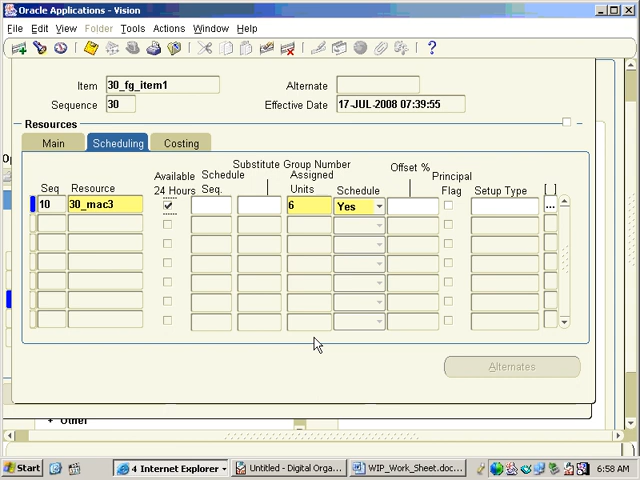 Oracle Applications - Vision
File Edit View Folder Tools Actions Window Help
Item 30_fg_item1 Alternate
Sequence 30 Effective Date 17-JUL-2008 07:39:55
Resources
Main Scheduling Costing
Substitute Group Number
Available Schedule Assigned Offset % Principal
Seq Resource 24 Hours Seq. Units Schedule Flag Setup Type [ ]
10 30_mac3 6 Yes ...
Alternates
+ Other
Start 4 Internet Explorer Untitled - Digital Orga... WIP_Work_Sheet.doc... 6:58 AM